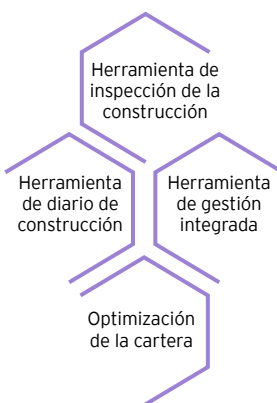 Herramienta de
inspección de la
construcción
Herramienta
de diario de
construcción
Herramienta
de gestión
integrada
Optimización
de la cartera